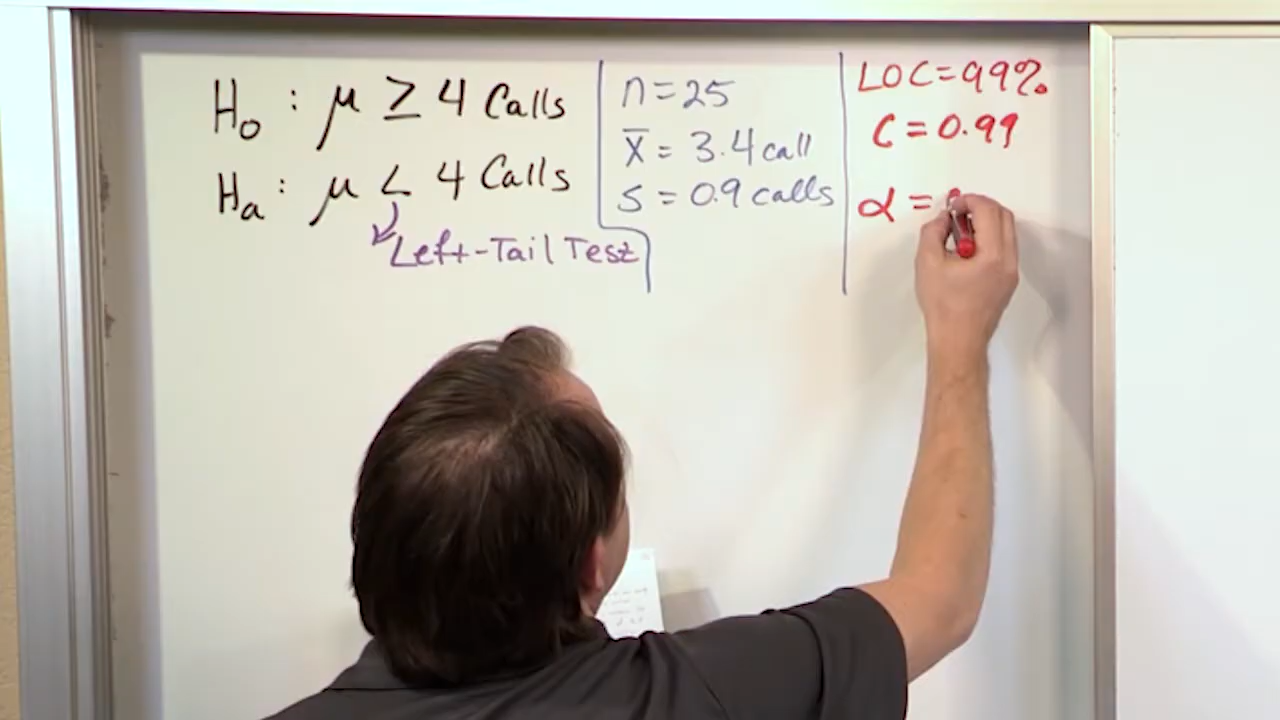 H₀ : μ ≥ 4 Calls
Hₐ : μ < 4 Calls
Left-Tail Test
n = 25
x̄ = 3.4 call
s = 0.9 calls
LOC = 99%
C = 0.99
α =